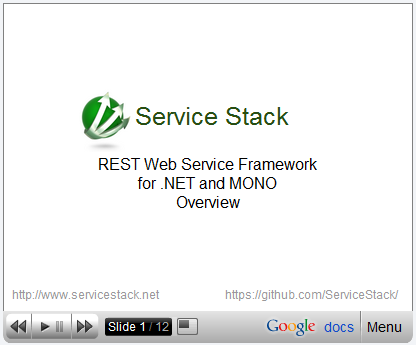 Service Stack
REST Web Service Framework
for .NET and MONO
Overview
http://www.servicestack.net https://github.com/ServiceStack/
Slide 1 / 12 Google docs Menu